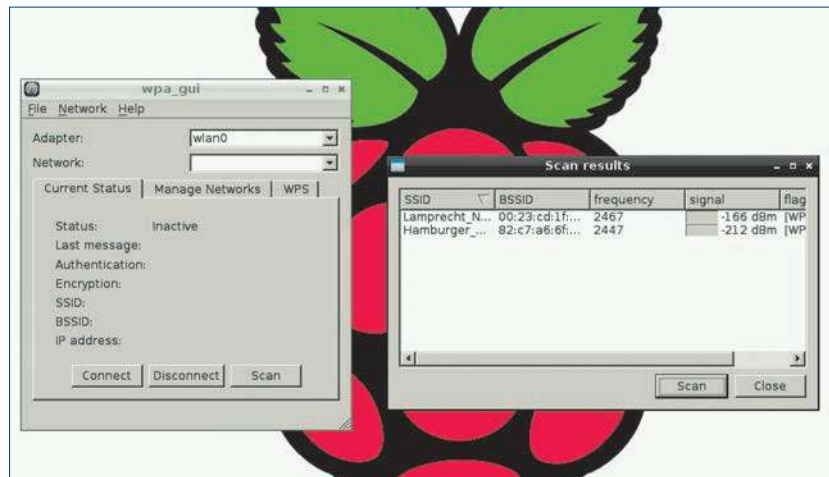 wpa_gui
File Network Help
Adapter: wlan0
Network:
Current Status Manage Networks WPS
Status: Inactive
Last message:
Authentication:
Encryption:
SSID:
BSSID:
IP address:
Connect Disconnect Scan
Scan results
SSID BSSID frequency signal flag
Lamprecht_N... 00:23:cd:1f:... 2467 -166 dBm [WP
Hamburger_... 82:c7:a6:6f:... 2447 -212 dBm [WP
Scan Close